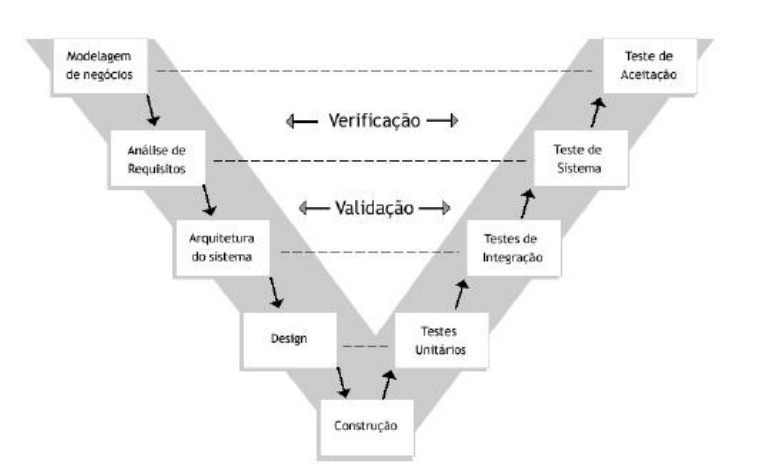 Modelagem
de negócios
Teste de
Aceitação
Verificação
Análise de
Requisitos
Teste de
Sistema
Validação
Arquitetura
do sistema
Testes de
Integração
Design
Testes
Unitários
Construção